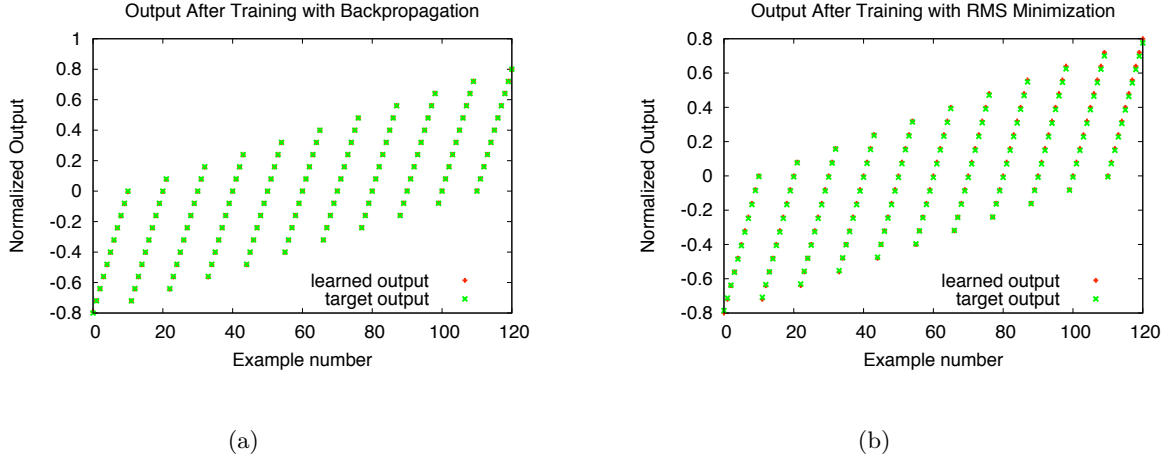 Output After Training with Backpropagation
1
0.8
0.6
0.4
0.2
0
-0.2
-0.4
-0.6
-0.8
Normalized Output
learned output
target output
0 20 40 60 80 100 120
Example number
(a)
Output After Training with RMS Minimization
0.8
0.6
0.4
0.2
0
-0.2
-0.4
-0.6
-0.8
Normalized Output
learned output
target output
0 20 40 60 80 100 120
Example number
(b)